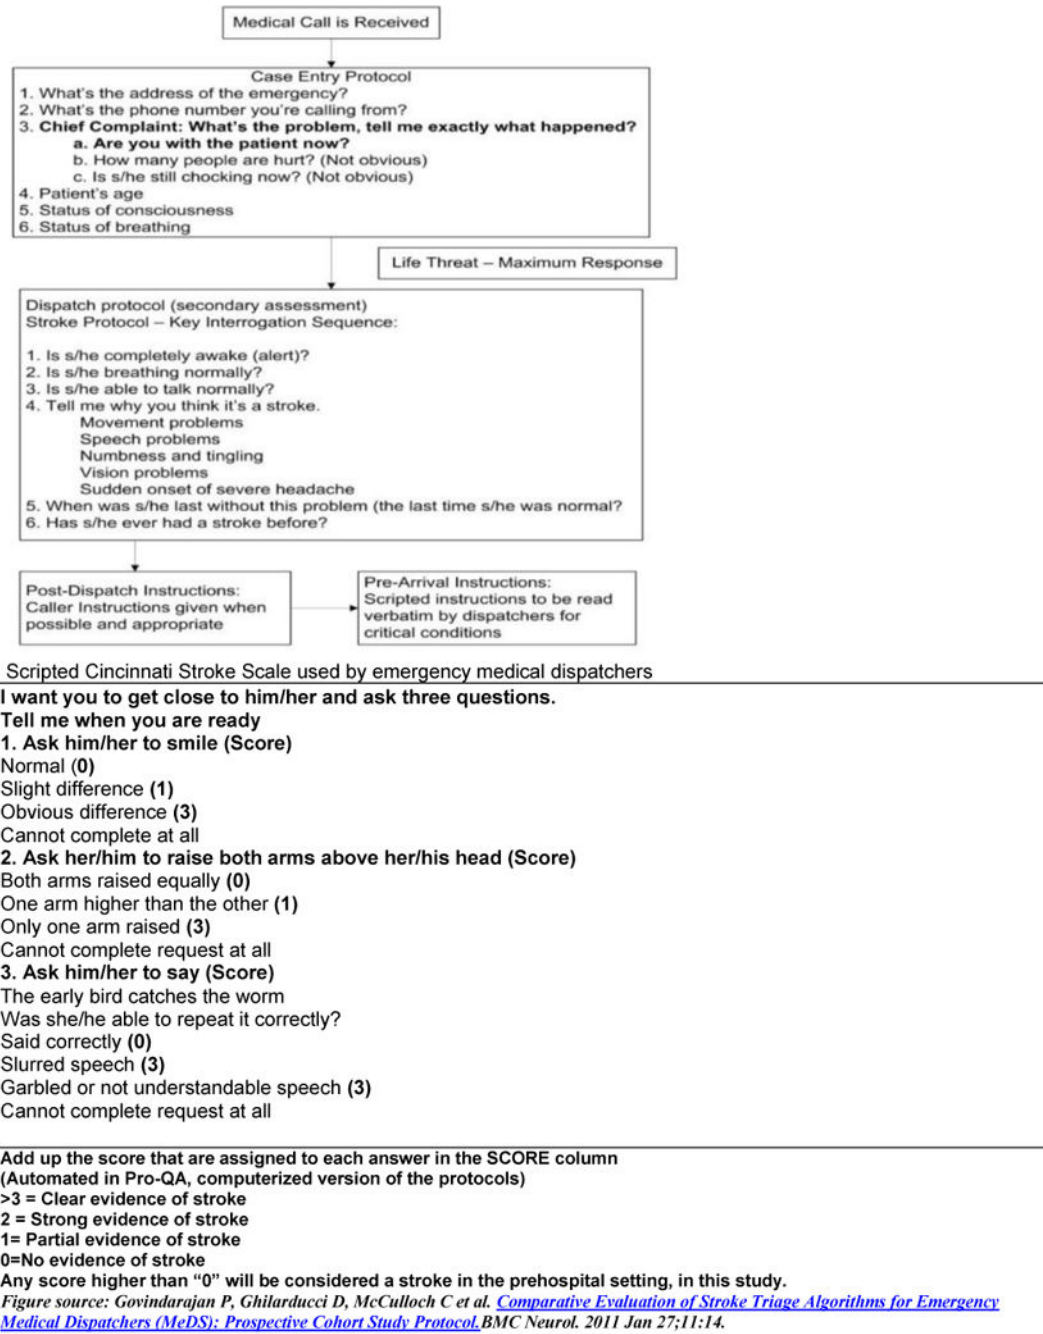 Medical Call is Received
Case Entry Protocol
1. What's the address of the emergency?
2. What's the phone number you're calling from?
3. Chief Complaint: What's the problem, tell me exactly what happened?
a. Are you with the patient now?
b. How many people are hurt? (Not obvious)
c. Is s/he still chocking now? (Not obvious)
4. Patient's age
5. Status of consciousness
6. Status of breathing
Life Threat – Maximum Response
Dispatch protocol (secondary assessment)
Stroke Protocol – Key Interrogation Sequence:
1. Is s/he completely awake (alert)?
2. Is s/he breathing normally?
3. Is s/he able to talk normally?
4. Tell me why you think it's a stroke.
Movement problems
Speech problems
Numbness and tingling
Vision problems
Sudden onset of severe headache
5. When was s/he last without this problem (the last time s/he was normal?
6. Has s/he ever had a stroke before?
Post-Dispatch Instructions:
Caller Instructions given when
possible and appropriate
Pre-Arrival Instructions:
Scripted instructions to be read
verbatim by dispatchers for
critical conditions
Scripted Cincinnati Stroke Scale used by emergency medical dispatchers
I want you to get close to him/her and ask three questions.
Tell me when you are ready
1. Ask him/her to smile (Score)
Normal (0)
Slight difference (1)
Obvious difference (3)
Cannot complete at all
2. Ask her/him to raise both arms above her/his head (Score)
Both arms raised equally (0)
One arm higher than the other (1)
Only one arm raised (3)
Cannot complete request at all
3. Ask him/her to say (Score)
The early bird catches the worm
Was she/he able to repeat it correctly?
Said correctly (0)
Slurred speech (3)
Garbled or not understandable speech (3)
Cannot complete request at all
Add up the score that are assigned to each answer in the SCORE column
(Automated in Pro-QA, computerized version of the protocols)
>3 = Clear evidence of stroke
2 = Strong evidence of stroke
1= Partial evidence of stroke
0=No evidence of stroke
Any score higher than “0” will be considered a stroke in the prehospital setting, in this study.
Figure source: Govindarajan P, Ghilarducci D, McCulloch C et al. Comparative Evaluation of Stroke Triage Algorithms for Emergency
Medical Dispatchers (MeDS): Prospective Cohort Study Protocol. BMC Neurol. 2011 Jan 27;11:14.